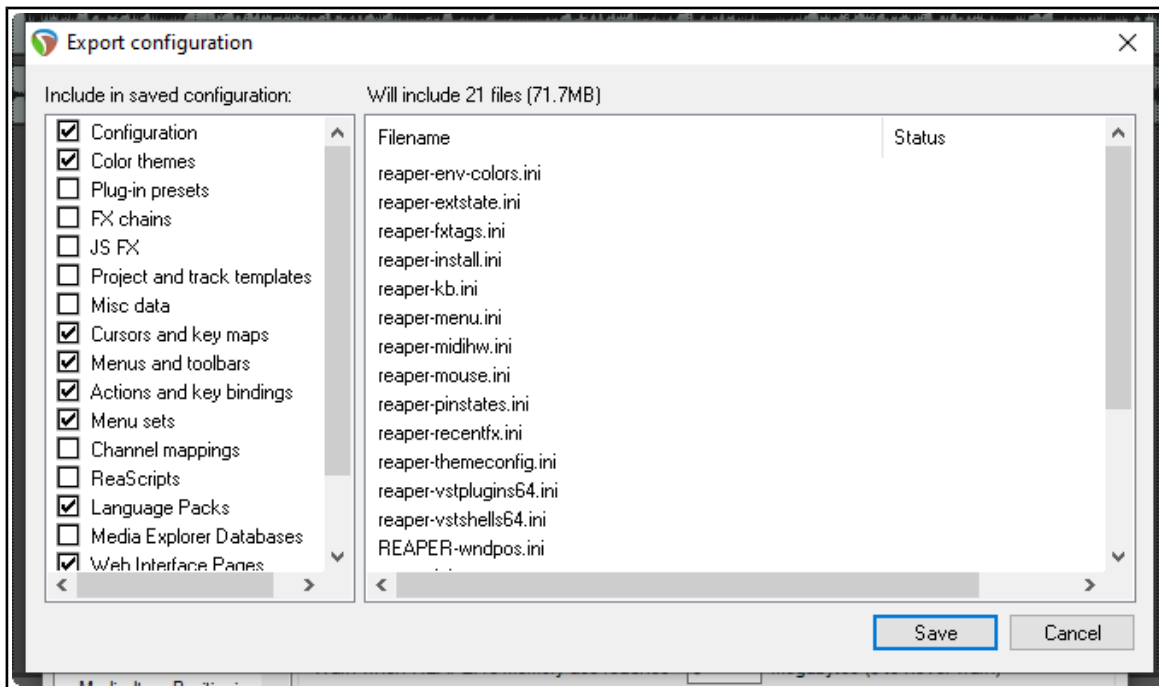 Export configuration
Include in saved configuration:
Will include 21 files (71.7MB)
Configuration
Color themes
Plug-in presets
FX chains
JS FX
Project and track templates
Misc data
Cursors and key maps
Menus and toolbars
Actions and key bindings
Menu sets
Channel mappings
ReaScripts
Language Packs
Media Explorer Databases
Web Interface Pages
Filename Status
reaper-env-colors.ini
reaper-extstate.ini
reaper-fxtags.ini
reaper-install.ini
reaper-kb.ini
reaper-menu.ini
reaper-midihw.ini
reaper-mouse.ini
reaper-pinstates.ini
reaper-recentfx.ini
reaper-themeconfig.ini
reaper-vstplugins64.ini
reaper-vstshells64.ini
REAPER-wndpos.ini
Save Cancel